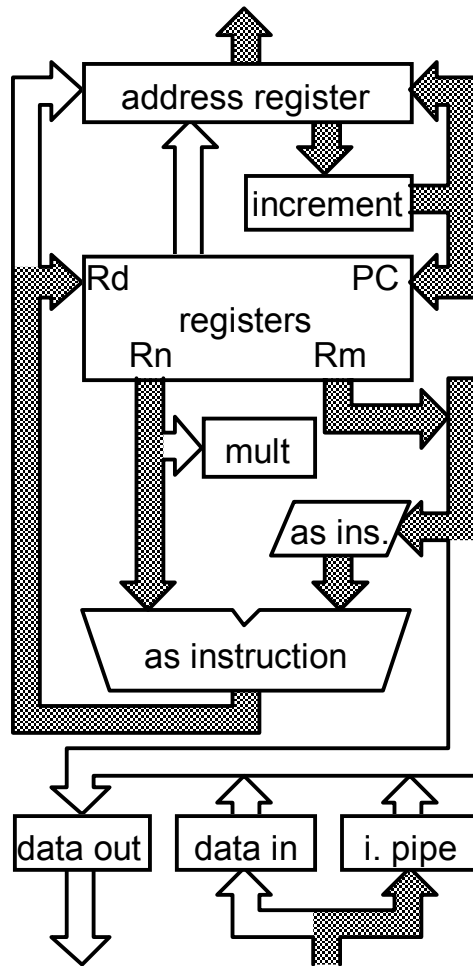 address register
increment
Rd PC
registers
Rn Rm
mult
as ins.
as instruction
data out data in i. pipe